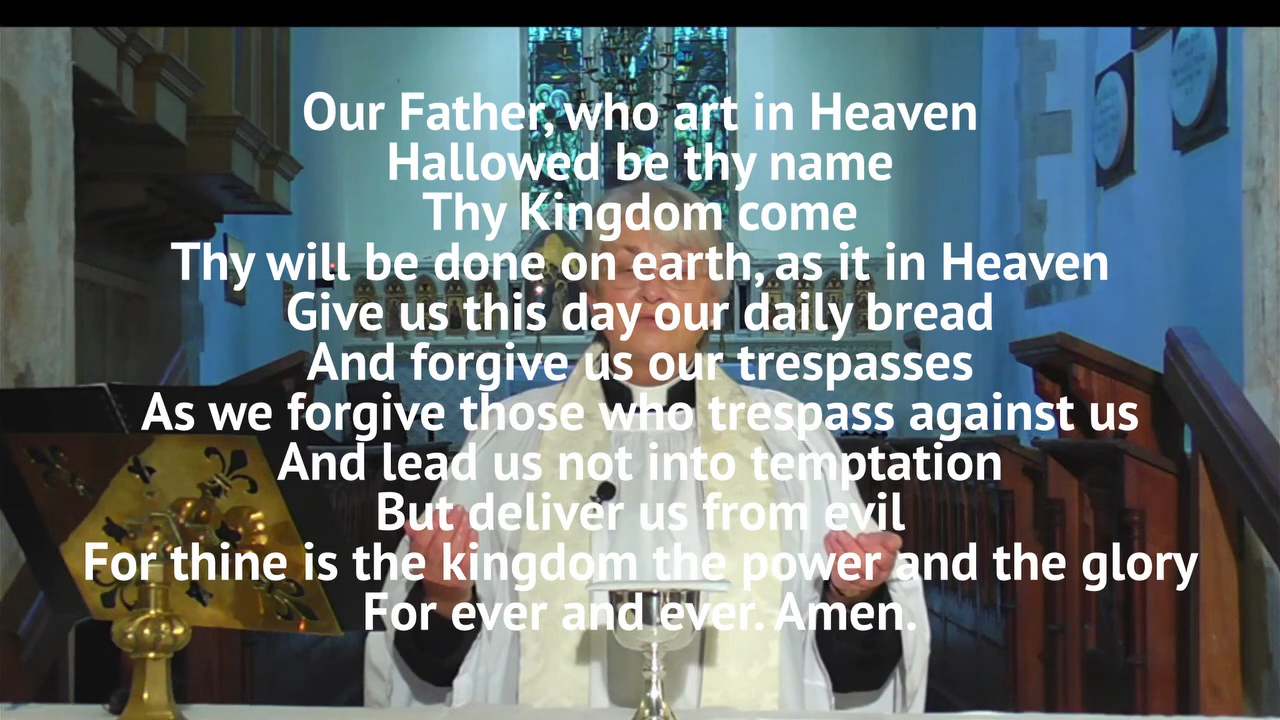 Our Father, who art in Heaven
Hallowed be thy name
Thy Kingdom come
Thy will be done on earth, as it in Heaven
Give us this day our daily bread
And forgive us our trespasses
As we forgive those who trespass against us
And lead us not into temptation
But deliver us from evil
For thine is the kingdom the power and the glory
For ever and ever. Amen.